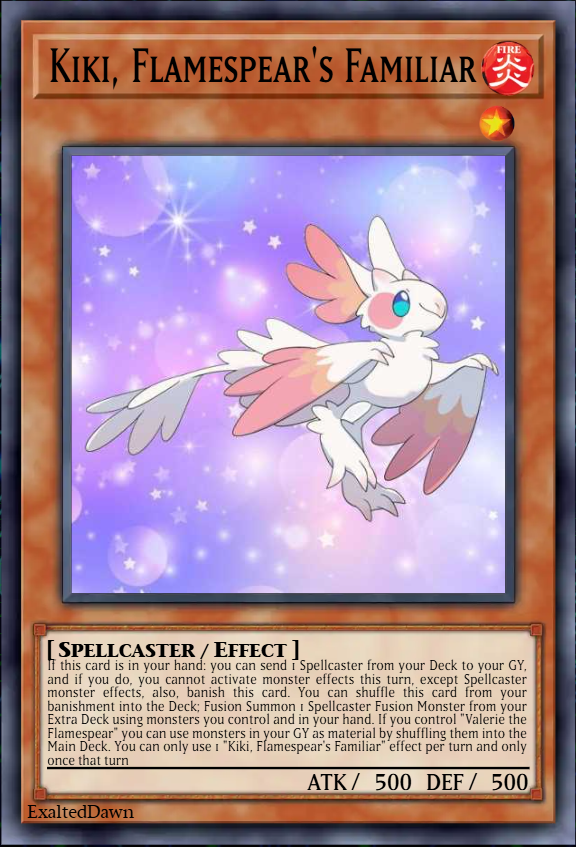 Kiki, Flamespear's Familiar
FIRE
炎
[ Spellcaster / Effect ]
If this card is in your hand: you can send 1 Spellcaster from your Deck to your GY,
and if you do, you cannot activate monster effects this turn, except Spellcaster
monster effects, also, banish this card. You can shuffle this card from your
banishment into the Deck; Fusion Summon 1 Spellcaster Fusion Monster from your
Extra Deck using monsters you control and in your hand. If you control "Valerie the
Flamespear" you can use monsters in your GY as material by shuffling them into the
Main Deck. You can only use 1 "Kiki, Flamespear's Familiar" effect per turn and only
once that turn
ATK / 500 DEF / 500
ExaltedDawn